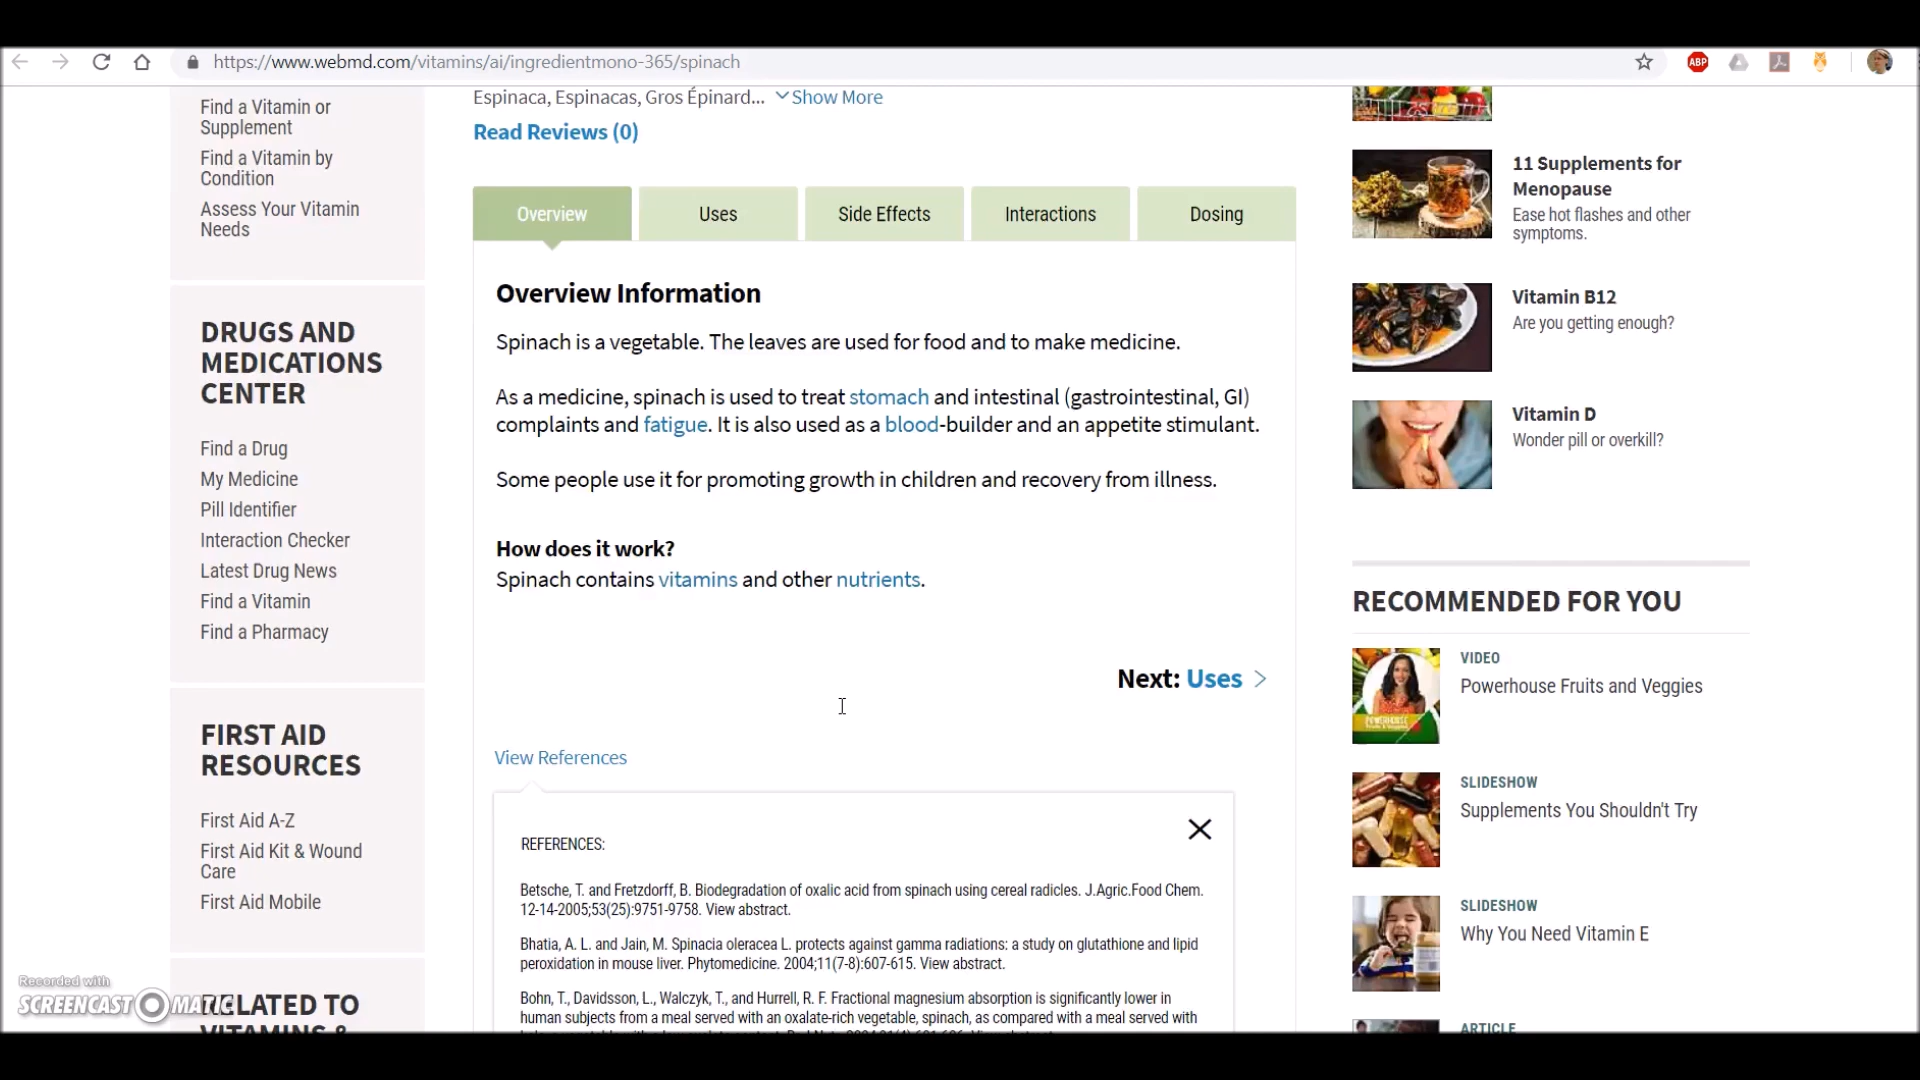 https://www.webmd.com/vitamins/ai/ingredientmono-365/spinach
ABP
Find a Vitamin or
Supplement
Find a Vitamin by
Condition
Assess Your Vitamin
Needs
DRUGS AND
MEDICATIONS
CENTER
Find a Drug
My Medicine
Pill Identifier
Interaction Checker
Latest Drug News
Find a Vitamin
Find a Pharmacy
FIRST AID
RESOURCES
First Aid A-Z
First Aid Kit & Wound
Care
First Aid Mobile
RELATED TO
VITAMINS &
Recorded with
SCREENCAST MATIC
Espinaca, Espinacas, Gros Épinard... Show More
Read Reviews (0)
Overview
Uses
Side Effects
Interactions
Dosing
Overview Information
Spinach is a vegetable. The leaves are used for food and to make medicine.
As a medicine, spinach is used to treat stomach and intestinal (gastrointestinal, GI)
complaints and fatigue. It is also used as a blood-builder and an appetite stimulant.
Some people use it for promoting growth in children and recovery from illness.
How does it work?
Spinach contains vitamins and other nutrients.
Next: Uses
View References
REFERENCES:
Betsche, T. and Fretzdorff, B. Biodegradation of oxalic acid from spinach using cereal radicles. J.Agric.Food Chem.
12-14-2005;53(25):9751-9758. View abstract.
Bhatia, A. L. and Jain, M. Spinacia oleracea L. protects against gamma radiations: a study on glutathione and lipid
peroxidation in mouse liver. Phytomedicine. 2004;11(7-8):607-615. View abstract.
Bohn, T., Davidsson, L., Walczyk, T., and Hurrell, R. F. Fractional magnesium absorption is significantly lower in
human subjects from a meal served with an oxalate-rich vegetable, spinach, as compared with a meal served with
11 Supplements for
Menopause
Ease hot flashes and other
symptoms.
Vitamin B12
Are you getting enough?
Vitamin D
Wonder pill or overkill?
RECOMMENDED FOR YOU
VIDEO
Powerhouse Fruits and Veggies
SLIDESHOW
Supplements You Shouldn't Try
SLIDESHOW
Why You Need Vitamin E
ARTICLE